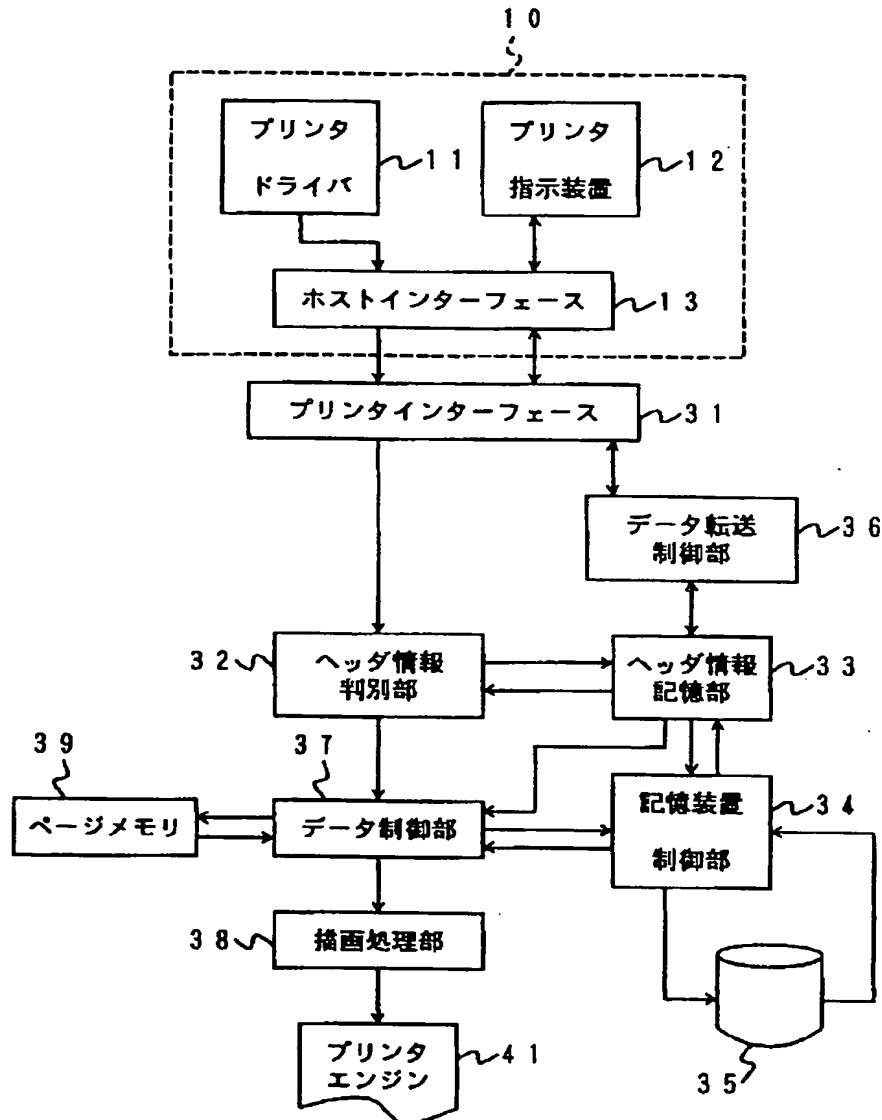 10
プリンタ
ドライバ
11
プリンタ
指示装置
12
ホストインターフェース
13
プリンタインターフェース
31
データ転送
制御部
36
32
ヘッダ情報
判別部
ヘッダ情報
記憶部
33
39
ページメモリ
37
データ制御部
記憶装置
制御部
34
38
描画処理部
35
プリンタ
エンジン
41